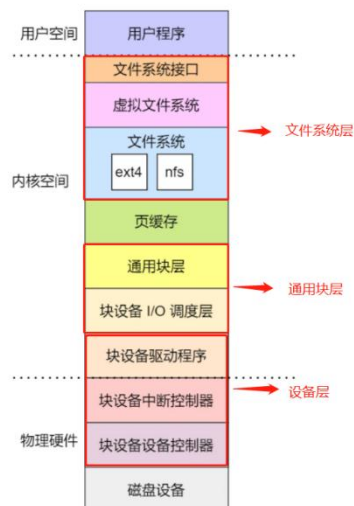 用户空间
用户程序
文件系统接口
虚拟文件系统
文件系统层
文件系统
ext4
nfs
内核空间
页缓存
通用块层
通用块层
块设备 I/O 调度层
块设备驱动程序
设备层
块设备中断控制器
物理硬件
块设备设备控制器
磁盘设备